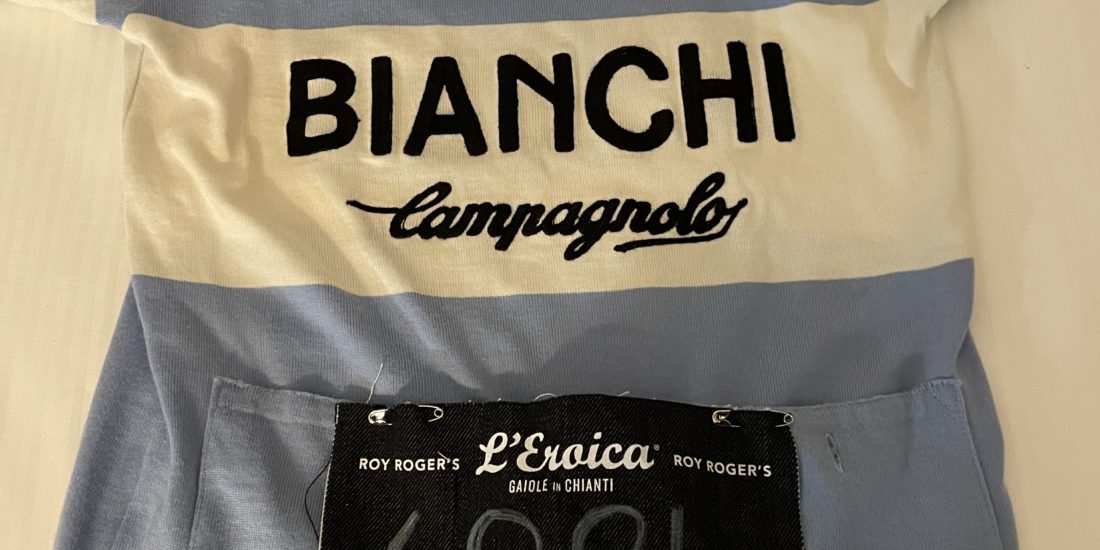 BIANCHI
Campagnolo
ROY ROGER'S L'Eroica® ROY ROGER'S
GAIOLE IN CHIANTI